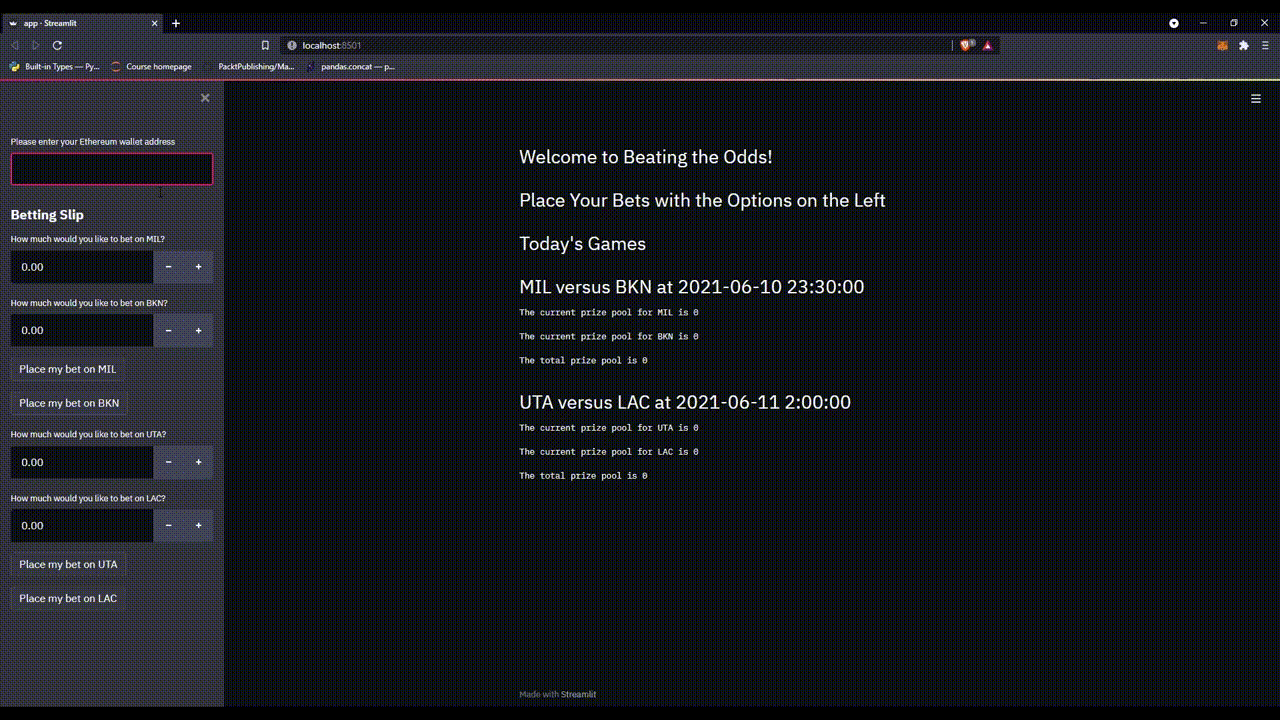 app · Streamlit
localhost:8501
Built-in Types — Py...
Course homepage
PacktPublishing/Ma...
pandas.concat — p...
Please enter your Ethereum wallet address
Betting Slip
How much would you like to bet on MIL?
0.00
How much would you like to bet on BKN?
0.00
Place my bet on MIL
Place my bet on BKN
How much would you like to bet on UTA?
0.00
How much would you like to bet on LAC?
0.00
Place my bet on UTA
Place my bet on LAC
Welcome to Beating the Odds!
Place Your Bets with the Options on the Left
Today's Games
MIL versus BKN at 2021-06-10 23:30:00
The current prize pool for MIL is 0
The current prize pool for BKN is 0
The total prize pool is 0
UTA versus LAC at 2021-06-11 2:00:00
The current prize pool for UTA is 0
The current prize pool for LAC is 0
The total prize pool is 0
Made with Streamlit